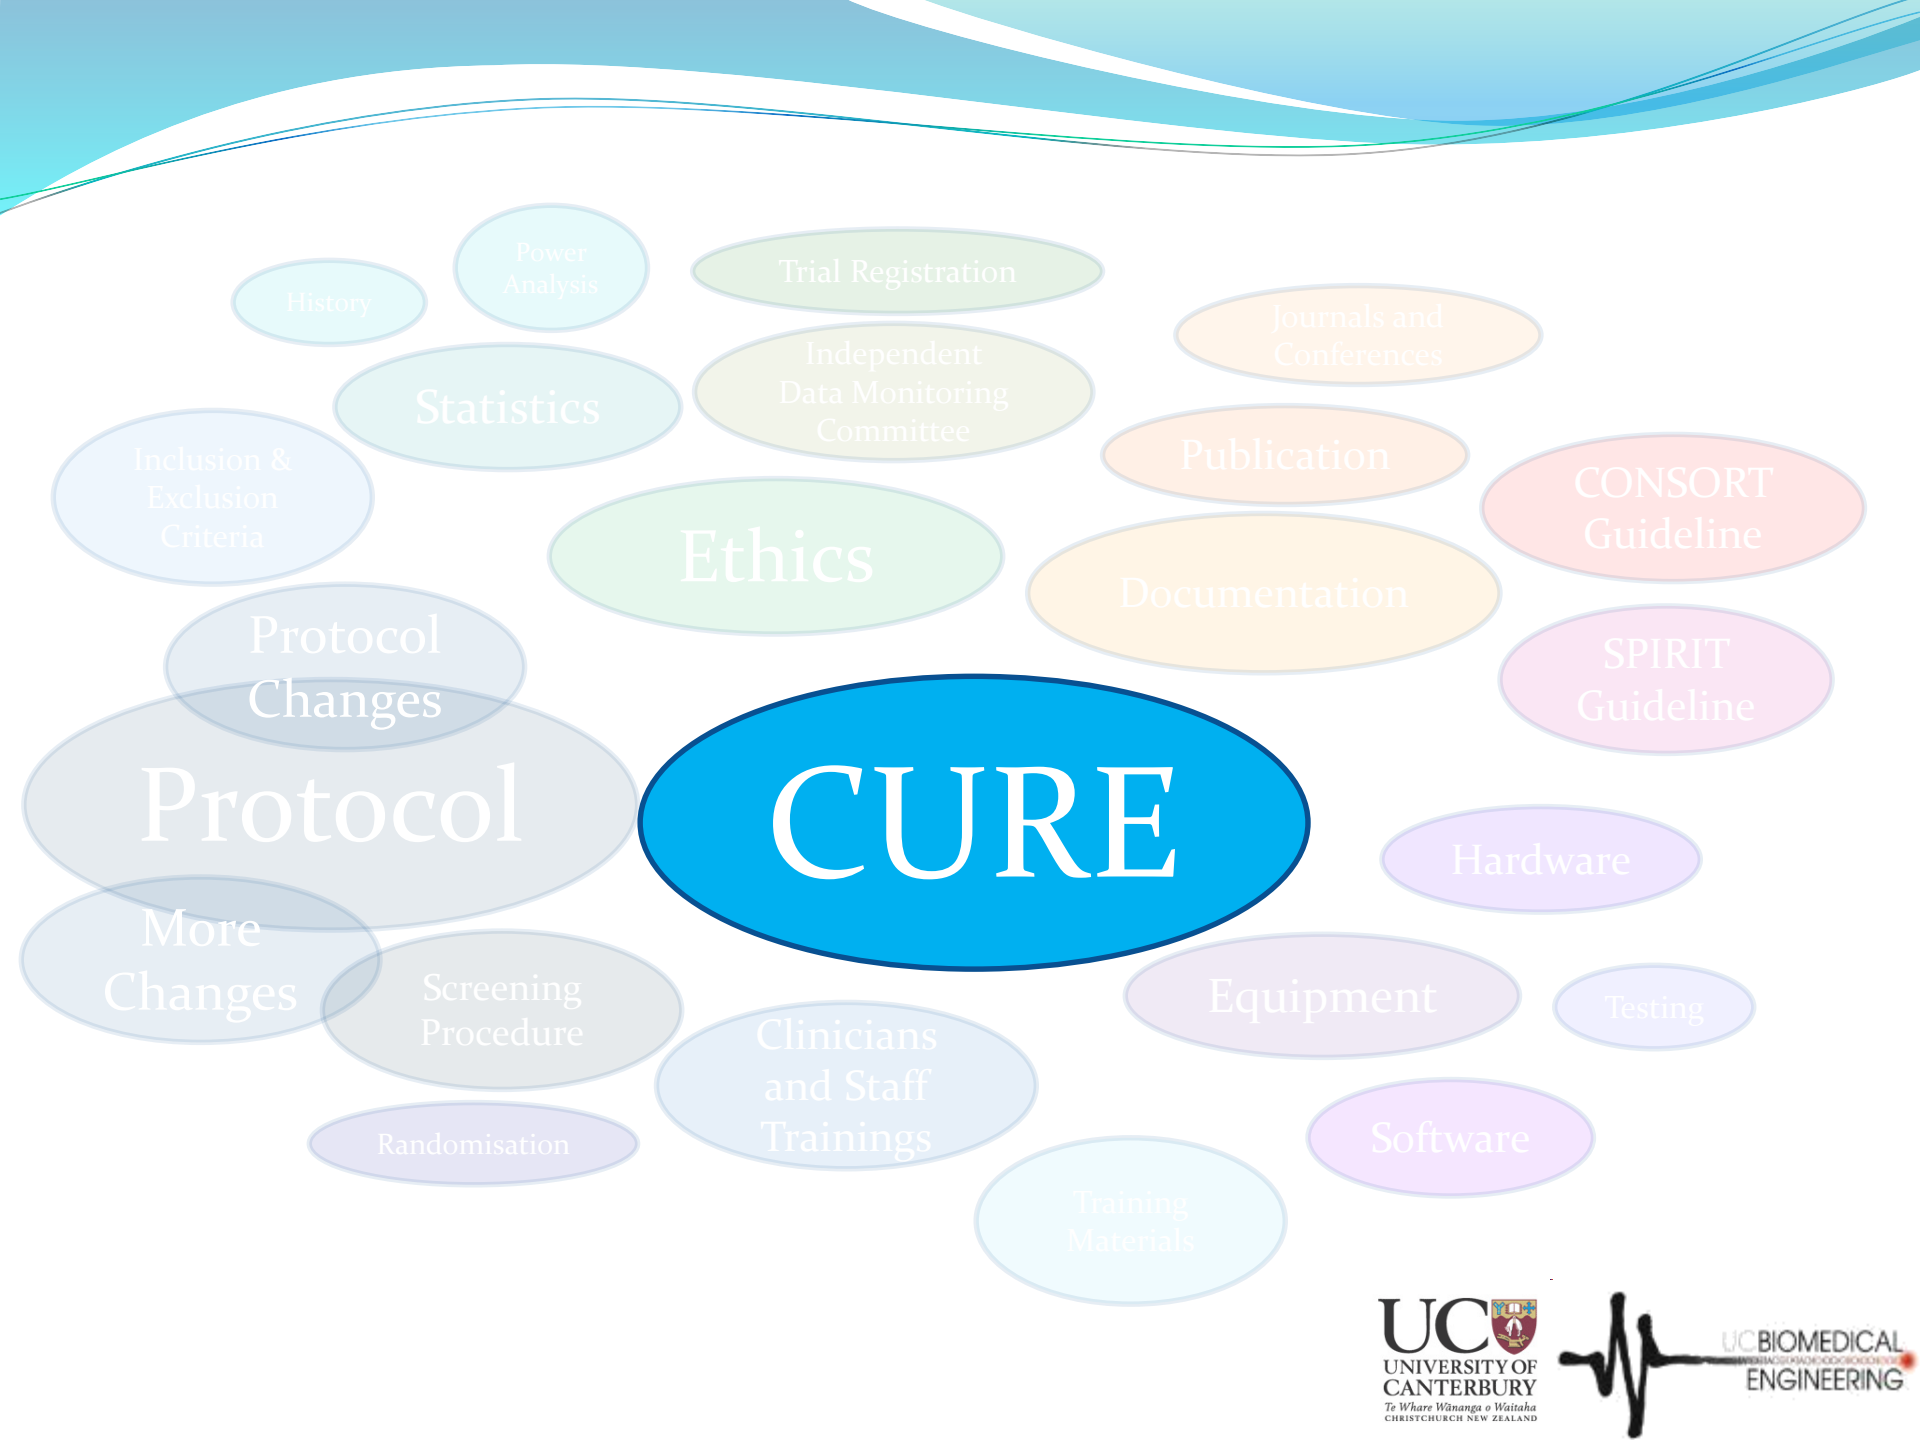 Power
Analysis
History
Trial Registration
Journals and
Conferences
Independent
Data Monitoring
Committee
Statistics
Publication
Inclusion &
Exclusion
Criteria
CONSORT
Guideline
Ethics
Documentation
Protocol
Changes
SPIRIT
Guideline
Protocol
CURE
Hardware
More
Changes
Screening
Procedure
Equipment
Testing
Clinicians
and Staff
Trainings
Randomisation
Software
Training
Materials
UC
UNIVERSITY OF
CANTERBURY
Te Whare Wānanga o Waitaha
CHRISTCHURCH NEW ZEALAND
UCBIOMEDICAL
ENGINEERING